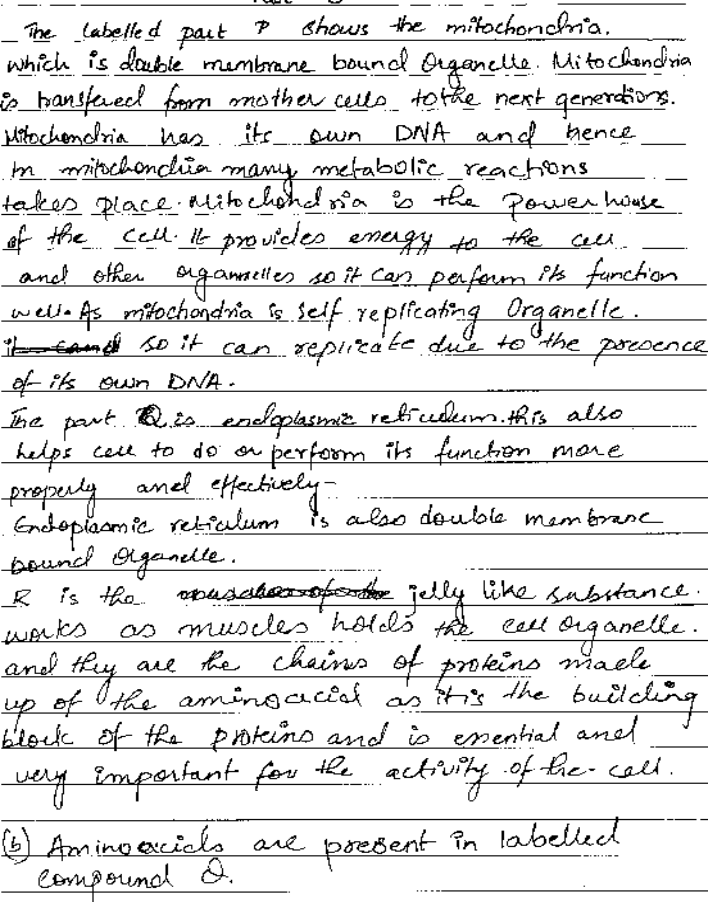 The labelled part P shows the mitochondria.
which is double membrane bound Organelle. Mitochondria
is transfered from mother cells to the next generations.
Mitochondria has its own DNA and hence
in mitochondria many metabolic reactions
takes place. Mitochondria is the Power house
of the cell. It provides energy to the cell
and other organnelles so it can perform its function
well. As mitochondria is self replicating Organelle.
so it can replicate due to the presence
of its own DNA.
The part Q is endoplasmic reticulum. this also
helps cell to do or perform its function more
properly and effectively-
Endoplasmic reticulum is also double membrane
bound Organelle.
R is the jelly like substance.
works as muscles holds the cell organelle.
and they are the chains of proteins made
up of the aminoacid as it is the building
block of the proteins and is essential and
very important for the activity of the cell.
(b) Aminoacids are present in labelled
compound Q.